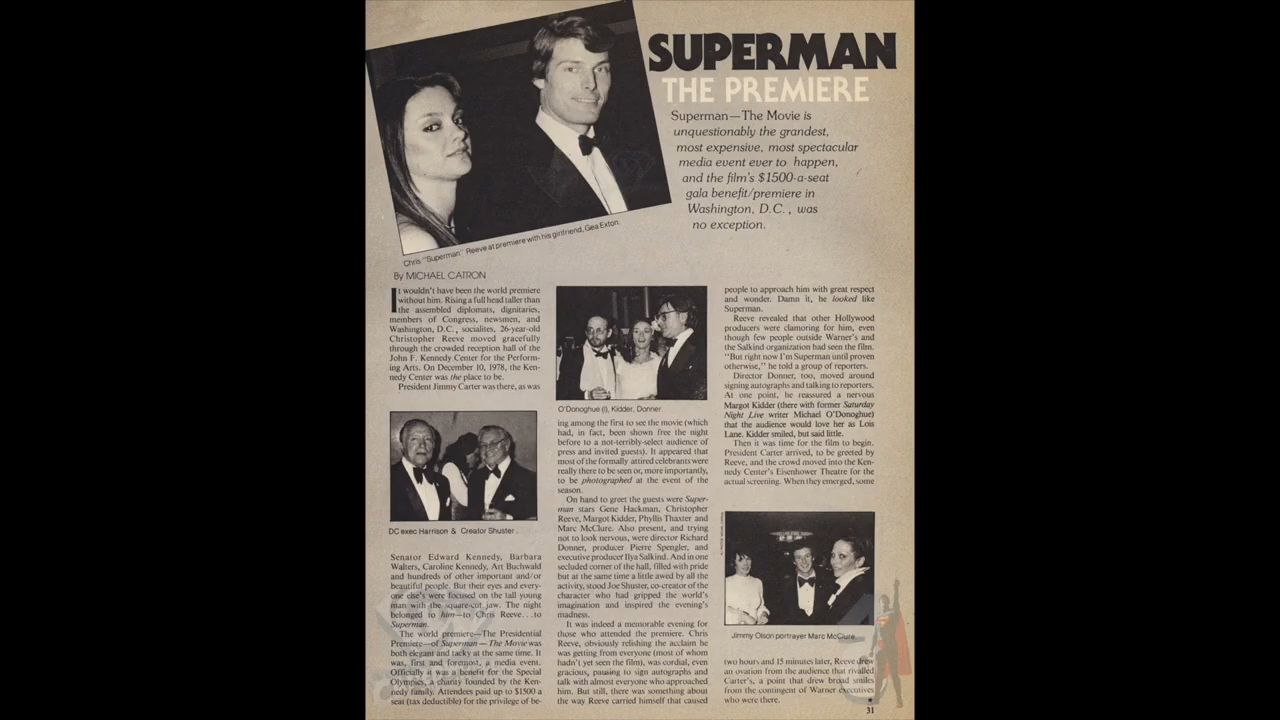 SUPERMAN
THE PREMIERE
Superman—The Movie is
unquestionably the grandest,
most expensive, most spectacular
media event ever to happen,
and the film's $1500-a-seat
gala benefit/premiere in
Washington, D.C., was
no exception.
Chris "Superman" Reeve at premiere with his girlfriend, Gea Exton.
By MICHAEL CATRON
It wouldn't have been the world premiere
without him. Rising a full head taller than
the assembled diplomats, dignitaries,
members of Congress, newsmen, and
Washington, D.C., socialites, 26-year-old
Christopher Reeve moved gracefully
through the crowded reception hall of the
John F. Kennedy Center for the Perform-
ing Arts. On December 10, 1978, the Ken-
nedy Center was the place to be.
President Jimmy Carter was there, as was
DC exec Harrison & Creator Shuster.
Senator Edward Kennedy, Barbara
Walters, Caroline Kennedy, Art Buchwald
and hundreds of other important and/or
beautiful people. But their eyes and every-
one else's were focused on the tall young
man with the square-cut jaw. The night
belonged to him—to Chris Reeve...to
Superman.
The world premiere—The Presidential
Premiere—of Superman—The Movie was
both elegant and tacky at the same time. It
was, first and foremost, a media event.
Officially it was a benefit for the Special
Olympics, a charity founded by the Ken-
nedy family. Attendees paid up to $1500 a
seat (tax deductible) for the privilege of be-
O'Donoghue (l), Kidder, Donner
ing among the first to see the movie (which
had, in fact, been shown free the night
before to a not-terribly-select audience of
press and invited guests). It appeared that
most of the formally attired celebrants were
really there to be seen or, more importantly,
to be photographed at the event of the
season.
On hand to greet the guests were Super-
man stars Gene Hackman, Christopher
Reeve, Margot Kidder, Phyllis Thaxter and
Marc McClure. Also present, and trying
not to look nervous, were director Richard
Donner, producer Pierre Spengler, and
executive producer Ilya Salkind. And in one
secluded corner of the hall, filled with pride
but at the same time a little awed by all the
activity, stood Joe Shuster, co-creator of the
character who had gripped the world's
imagination and inspired the evening's
madness.
It was indeed a memorable evening for
those who attended the premiere. Chris
Reeve, obviously relishing the acclaim he
was getting from everyone (most of whom
hadn't yet seen the film), was cordial, even
gracious, pausing to sign autographs and
talk with almost everyone who approached
him. But still, there was something about
the way Reeve carried himself that caused
people to approach him with great respect
and wonder. Damn it, he looked like
Superman.
Reeve revealed that other Hollywood
producers were clamoring for him, even
though few people outside Warner's and
the Salkind organization had seen the film.
"But right now I'm Superman until proven
otherwise," he told a group of reporters.
Director Donner, too, moved around
signing autographs and talking to reporters.
At one point, he reassured a nervous
Margot Kidder (there with former Saturday
Night Live writer Michael O'Donoghue)
that the audience would love her as Lois
Lane. Kidder smiled, but said little.
Then it was time for the film to begin.
President Carter arrived, to be greeted by
Reeve, and the crowd moved into the Ken-
nedy Center's Eisenhower Theatre for the
actual screening. When they emerged, some
Jimmy Olson portrayer Marc McClure.
two hours and 15 minutes later, Reeve drew
an ovation from the audience that rivalled
Carter's, a point that drew broad smiles
from the contingent of Warner executives
who were there.
31